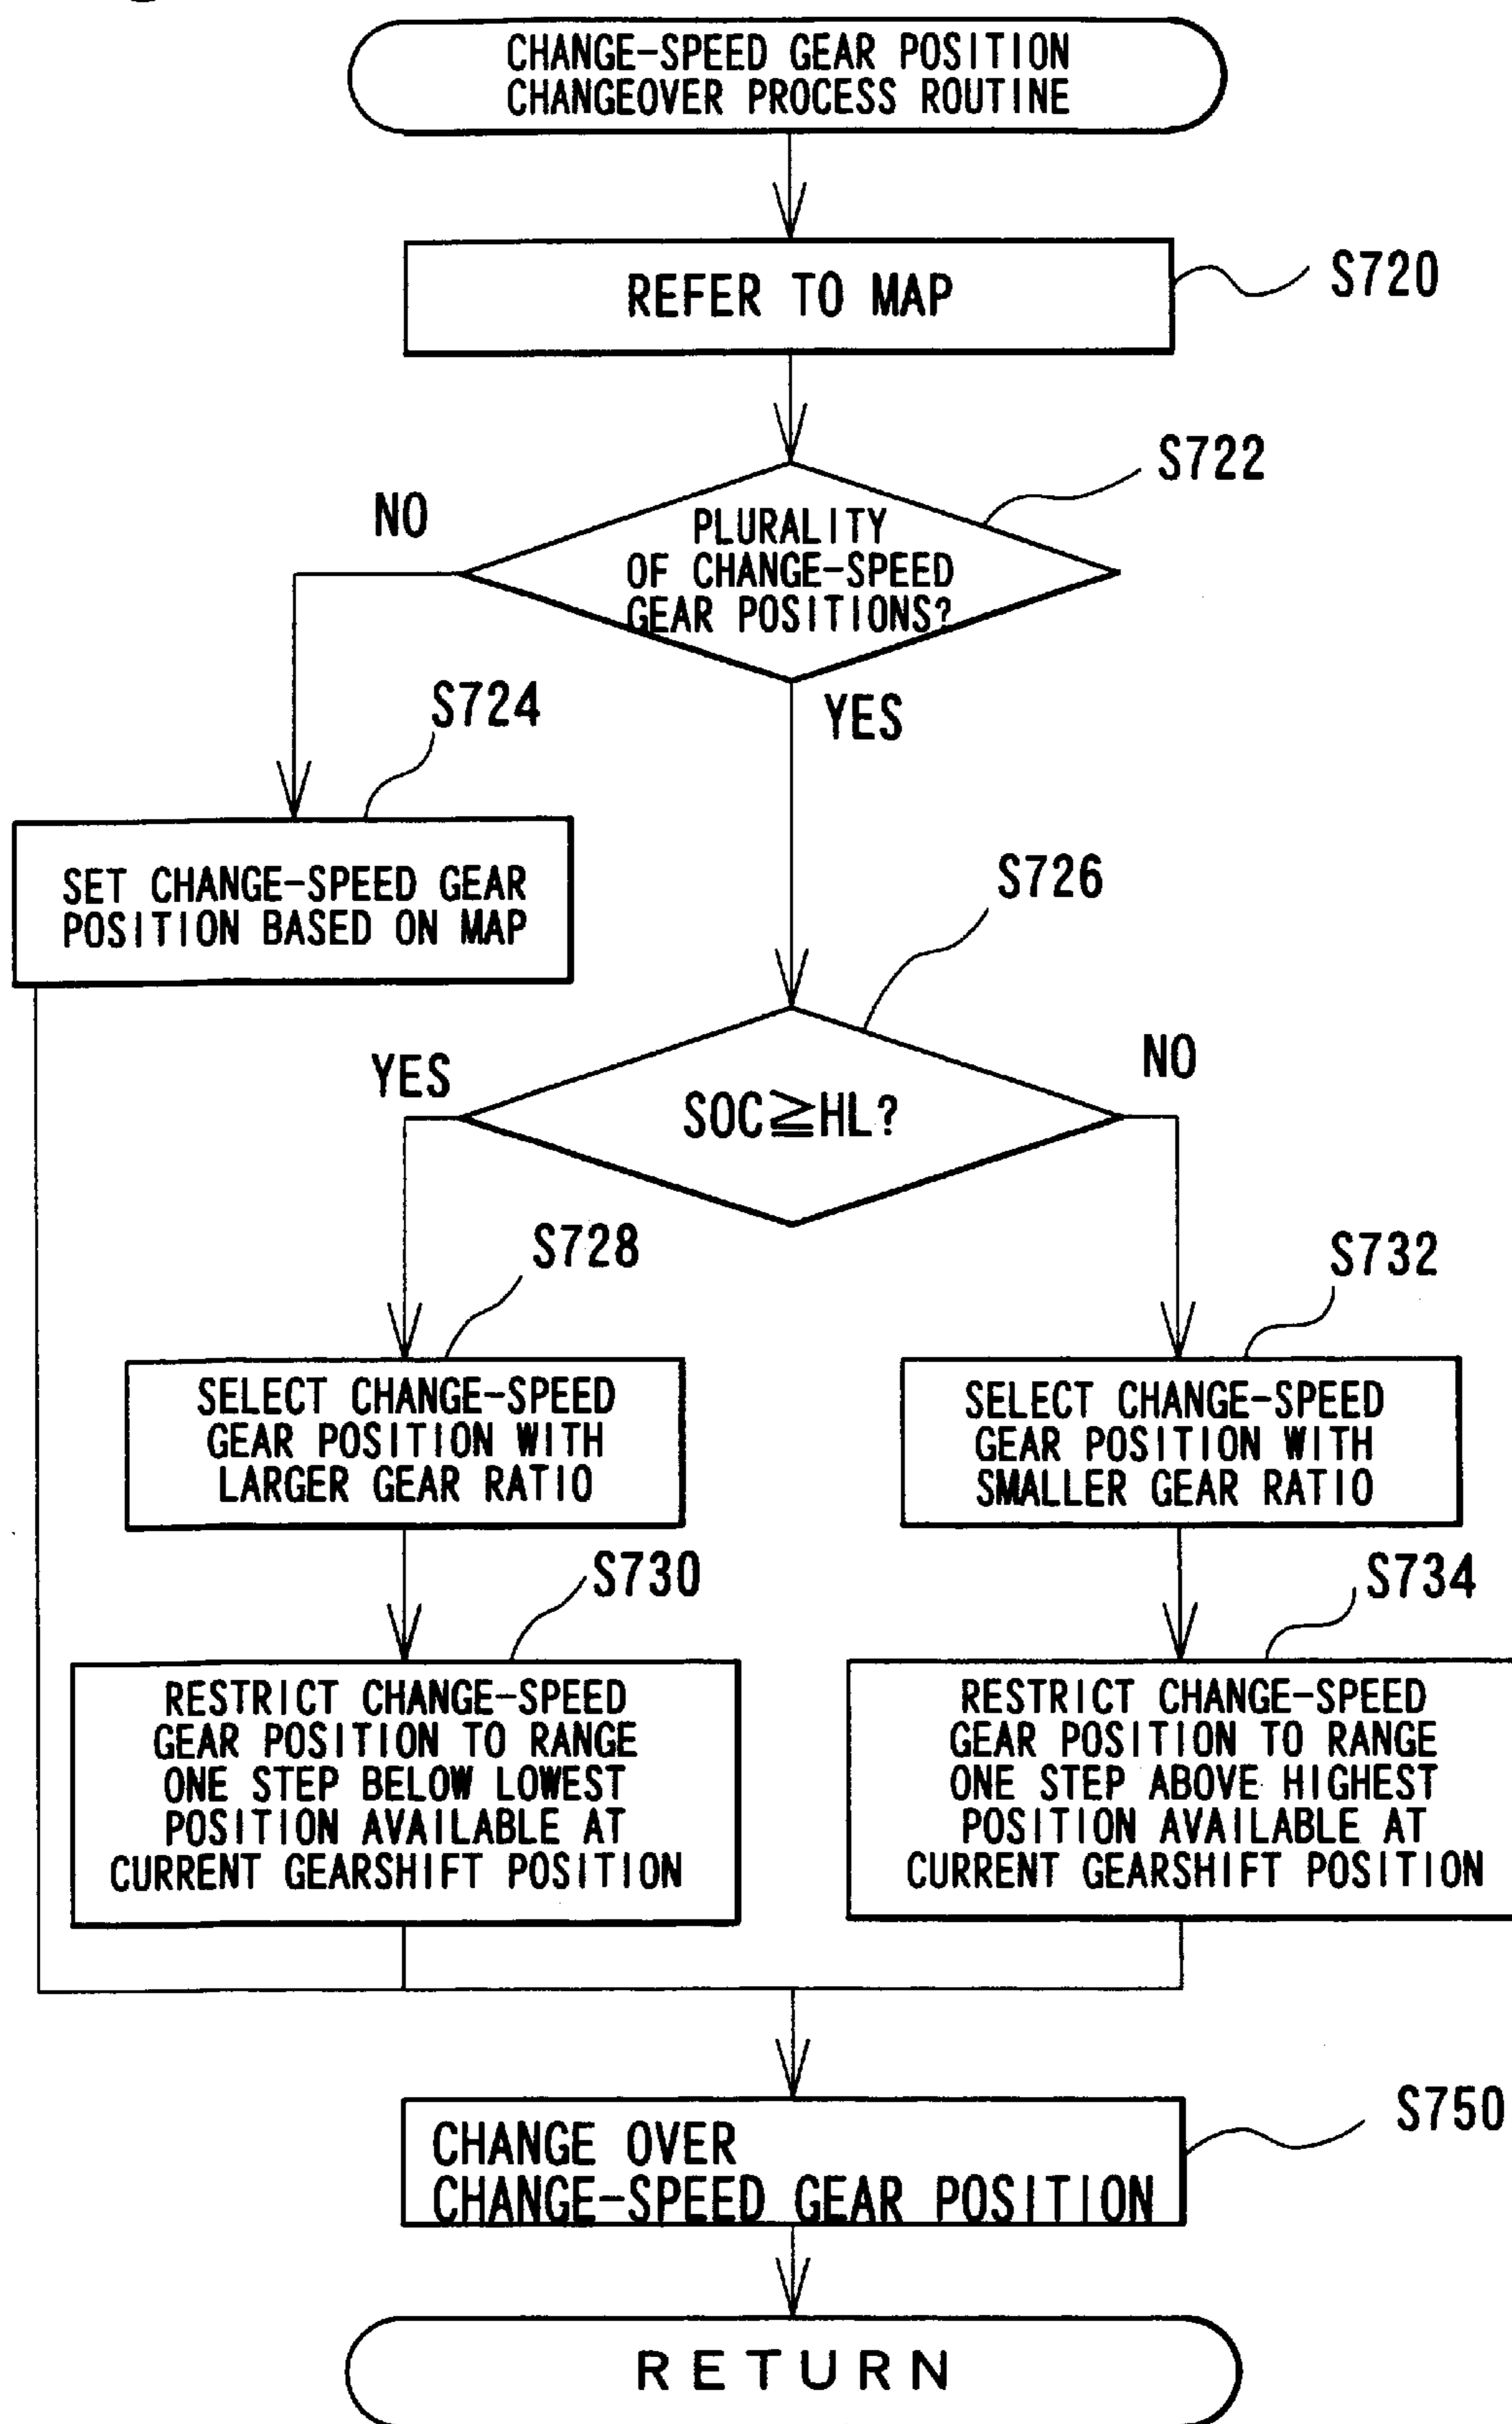 CHANGE-SPEED GEAR POSITION
CHANGEOVER PROCESS ROUTINE
REFER TO MAP
S720
S722
NO
PLURALITY
OF CHANGE-SPEED
GEAR POSITIONS?
YES
S724
SET CHANGE-SPEED GEAR
POSITION BASED ON MAP
S726
YES
SOC≧HL?
NO
S728
SELECT CHANGE-SPEED
GEAR POSITION WITH
LARGER GEAR RATIO
S732
SELECT CHANGE-SPEED
GEAR POSITION WITH
SMALLER GEAR RATIO
S730
RESTRICT CHANGE-SPEED
GEAR POSITION TO RANGE
ONE STEP BELOW LOWEST
POSITION AVAILABLE AT
CURRENT GEARSHIFT POSITION
S734
RESTRICT CHANGE-SPEED
GEAR POSITION TO RANGE
ONE STEP ABOVE HIGHEST
POSITION AVAILABLE AT
CURRENT GEARSHIFT POSITION
CHANGE OVER
CHANGE-SPEED GEAR POSITION
S750
RETURN